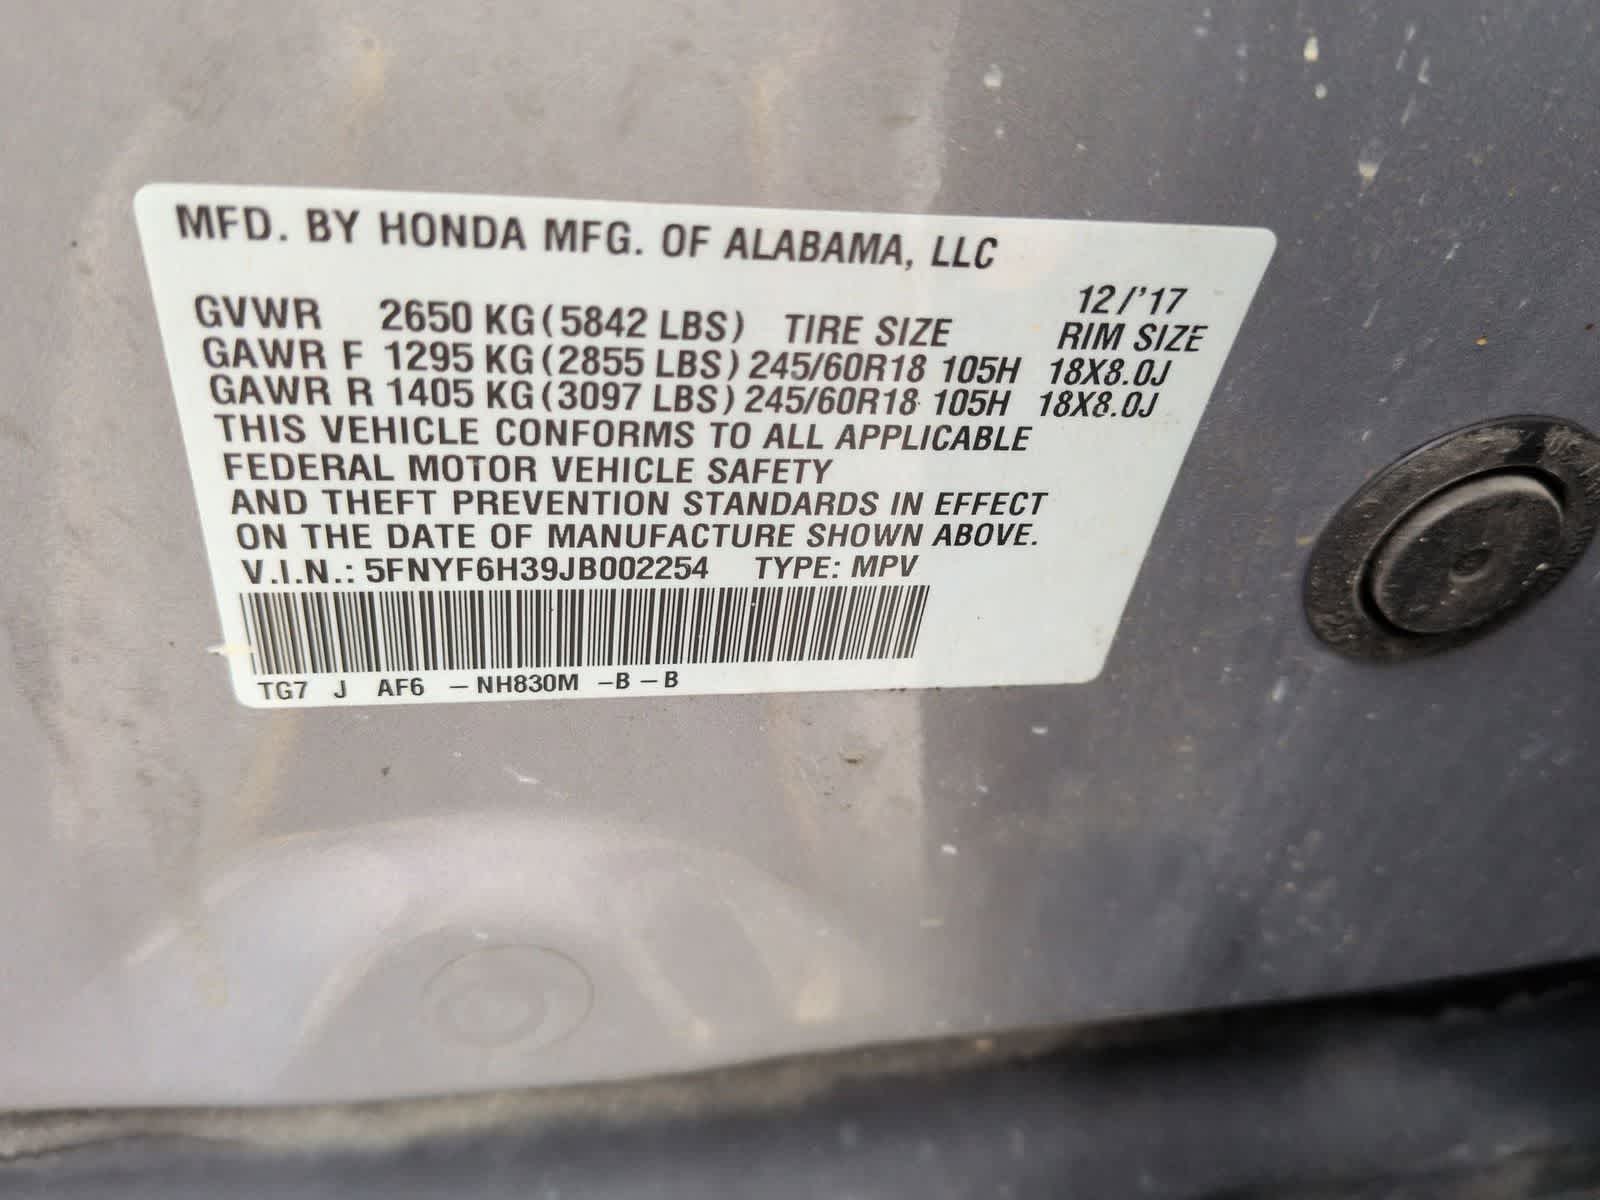 MFD. BY HONDA MFG. OF ALABAMA, LLC
12/'17
GVWR 2650 KG (5842 LBS) TIRE SIZE RIM SIZE
GAWR F 1295 KG (2855 LBS) 245/60R18 105H 18X8.0J
GAWR R 1405 KG (3097 LBS) 245/60R18 105H 18X8.0J
THIS VEHICLE CONFORMS TO ALL APPLICABLE
FEDERAL MOTOR VEHICLE SAFETY
AND THEFT PREVENTION STANDARDS IN EFFECT
ON THE DATE OF MANUFACTURE SHOWN ABOVE.
V.I.N.: 5FNYF6H39JB002254 TYPE: MPV
TG7 J AF6 -NH830M -B-B